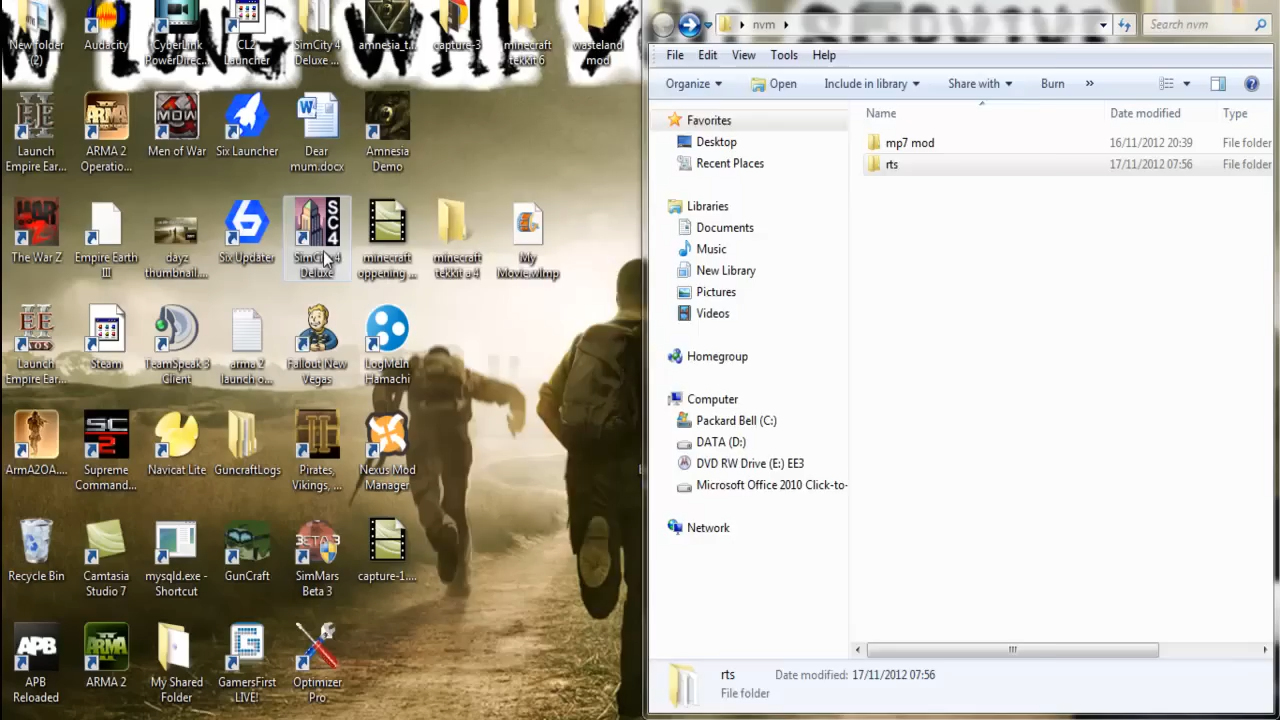 New folder (2)
Audacity
CyberLink PowerDirec...
CL2 Launcher
SimCity 4 Deluxe ...
amnesia_t...
capture-3
minecraft tekkit 6
wasteland mod
Launch Empire Ear...
ARMA 2 Operatio...
Men of War
Six Launcher
Dear mum.docx
Amnesia Demo
The War Z
Empire Earth III
dayz thumbnail....
Six Updater
SimCity 4 Deluxe
minecraft oppening ...
minecraft tekkit a 4
My Movie.wlmp
Launch Empire Ear...
Steam
TeamSpeak 3 Client
arma 2 launch o...
Fallout New Vegas
LogMeIn Hamachi
ArmA2OA....
Supreme Command...
Navicat Lite
GuncraftLogs
Pirates, Vikings, ...
Nexus Mod Manager
Recycle Bin
Camtasia Studio 7
mysqld.exe - Shortcut
GunCraft
SimMars Beta 3
capture-1....
APB Reloaded
ARMA 2
My Shared Folder
GamersFirst LIVE!
Optimizer Pro
nvm
Search nvm
File Edit View Tools Help
Organize Open Include in library Share with Burn »
Favorites
Desktop
Recent Places
Libraries
Documents
Music
New Library
Pictures
Videos
Homegroup
Computer
Packard Bell (C:)
DATA (D:)
DVD RW Drive (E:) EE3
Microsoft Office 2010 Click-to-
Network
Name Date modified Type
mp7 mod 16/11/2012 20:39 File folder
rts 17/11/2012 07:56 File folder
rts Date modified: 17/11/2012 07:56
File folder